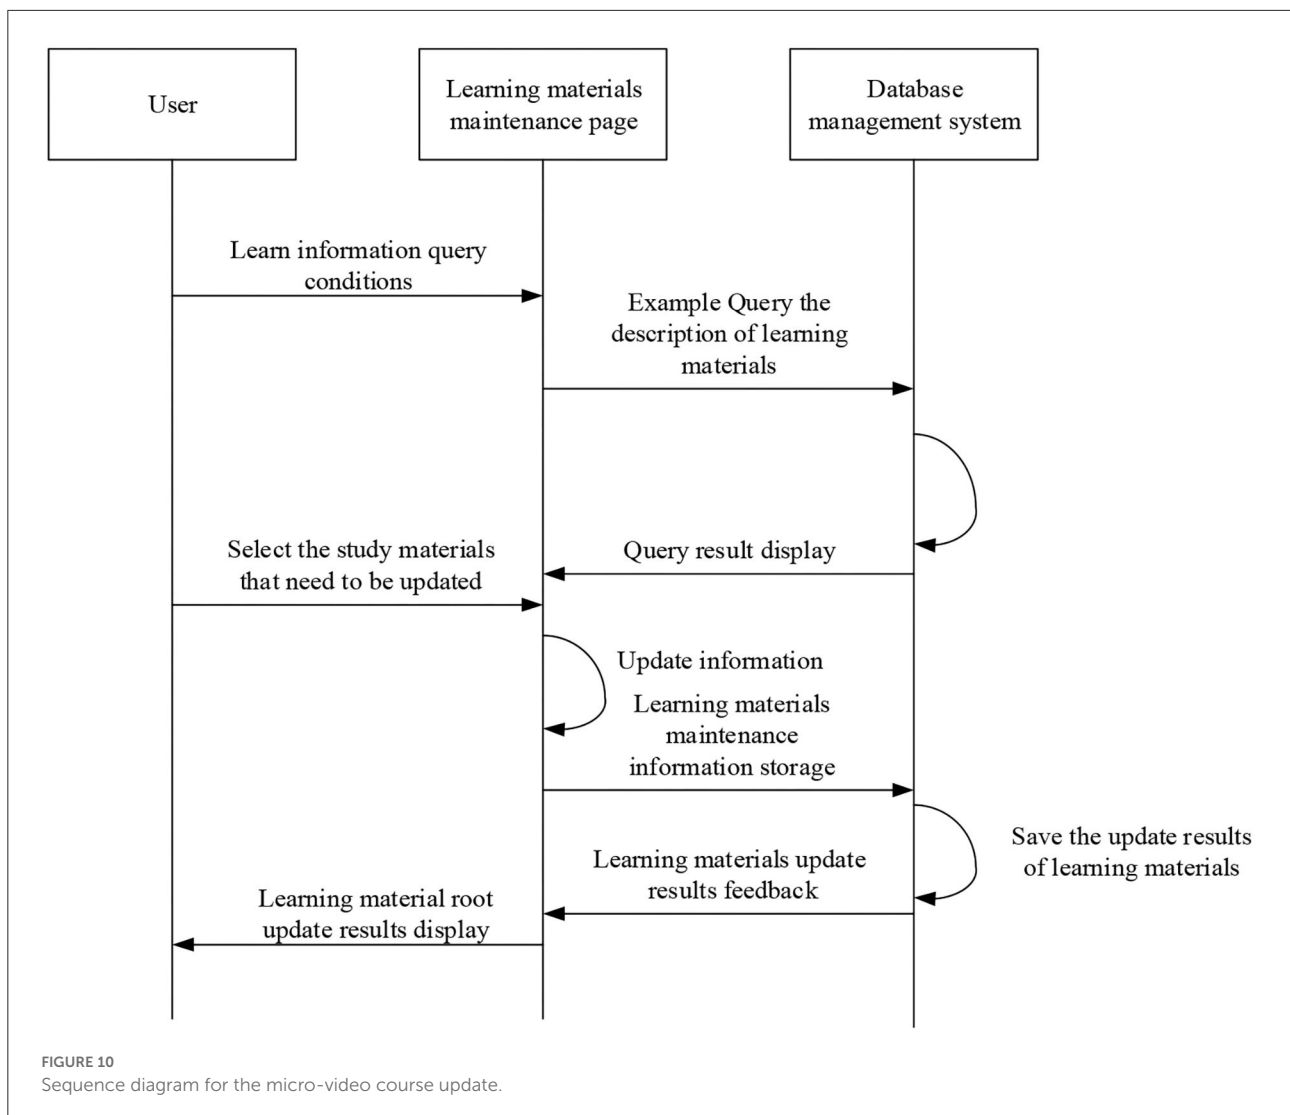 User
Learning materials
maintenance page
Database
management system
Learn information query
conditions
Example Query the
description of learning
materials
Select the study materials
that need to be updated
Query result display
Update information
Learning materials
maintenance
information storage
Save the update results
of learning materials
Learning materials update
results feedback
Learning material root
update results display
FIGURE 10
Sequence diagram for the micro-video course update.